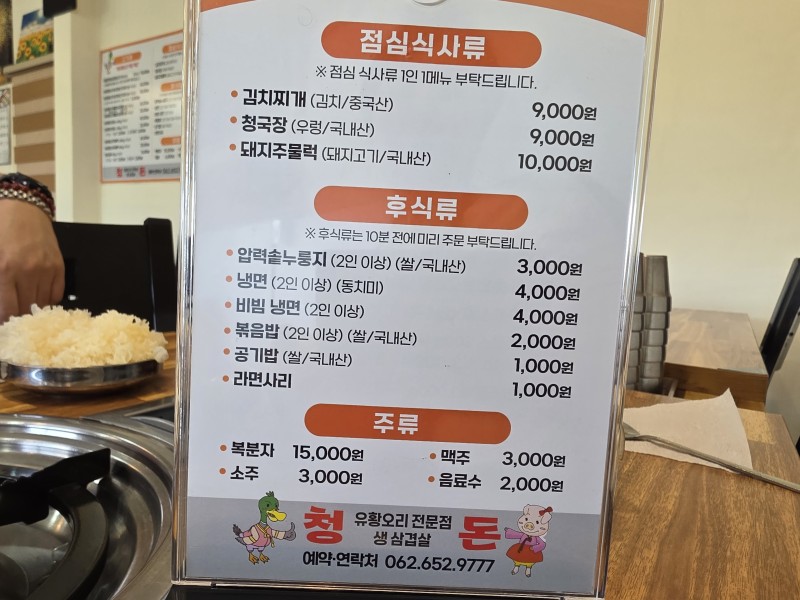 점심식사류
※ 점심 식사류 1인 1메뉴 부탁드립니다.
• 김치찌개 (김치/중국산) 9,000원
• 청국장 (우렁/국내산) 9,000원
• 돼지주물럭 (돼지고기/국내산) 10,000원
후식류
※ 후식류는 10분 전에 미리 주문 부탁드립니다.
• 압력솥누룽지 (2인 이상) (쌀/국내산) 3,000원
• 냉면 (2인 이상) (동치미) 4,000원
• 비빔 냉면 (2인 이상) 4,000원
• 볶음밥 (2인 이상) (쌀/국내산) 2,000원
• 공기밥 (쌀/국내산) 1,000원
• 라면사리 1,000원
주류
• 복분자 15,000원 • 맥주 3,000원
• 소주 3,000원 • 음료수 2,000원
청 유황오리 전문점 돈
생 삼겹살
예약·연락처 062.652.9777